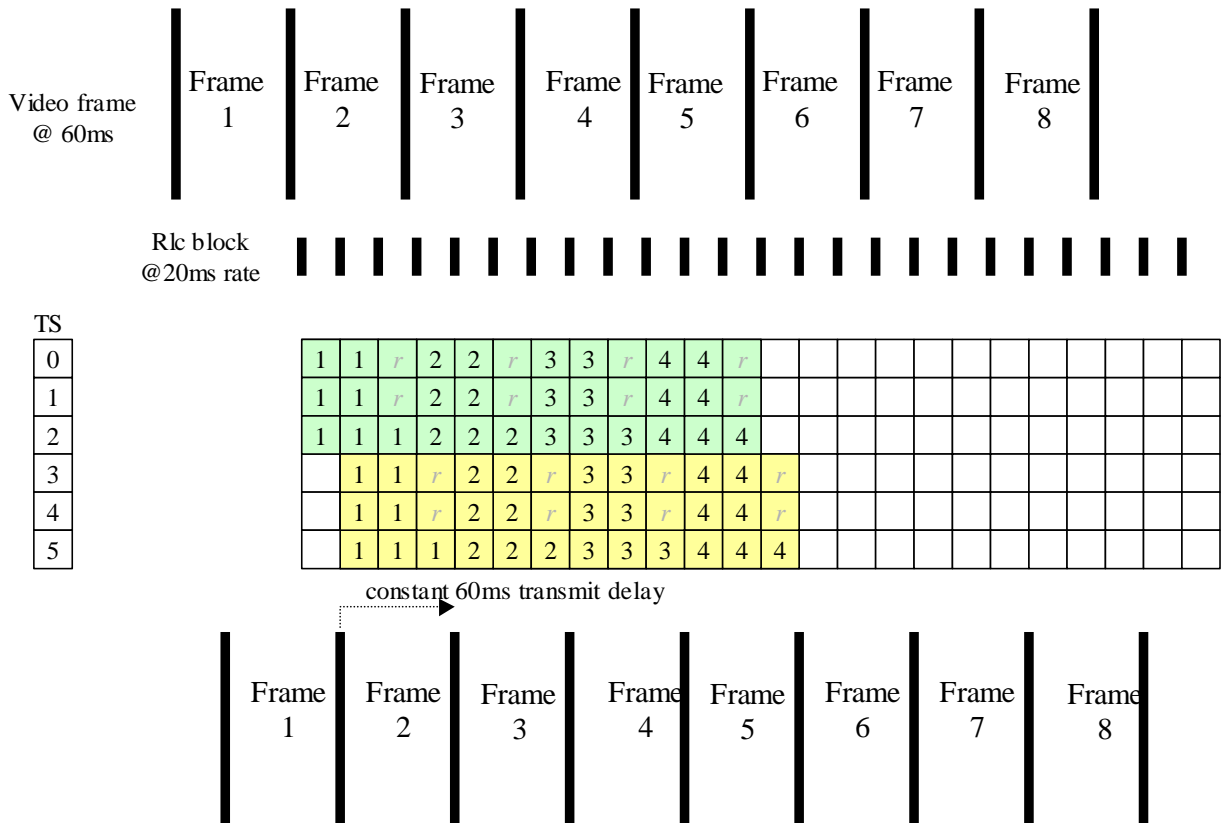 Frame Frame Frame Frame Frame Frame Frame Frame
1 2 3 4 5 6 7 8
Video frame
@ 60ms
Rlc block
@20ms rate
TS
0 1 1 r 2 2 r 3 3 r 4 4 r
1 1 1 r 2 2 r 3 3 r 4 4 r
2 1 1 1 2 2 2 3 3 3 4 4 4
3 1 1 r 2 2 r 3 3 r 4 4 r
4 1 1 r 2 2 r 3 3 r 4 4 r
5 1 1 1 2 2 2 3 3 3 4 4 4
constant 60ms transmit delay
Frame Frame Frame Frame Frame Frame Frame Frame
1 2 3 4 5 6 7 8